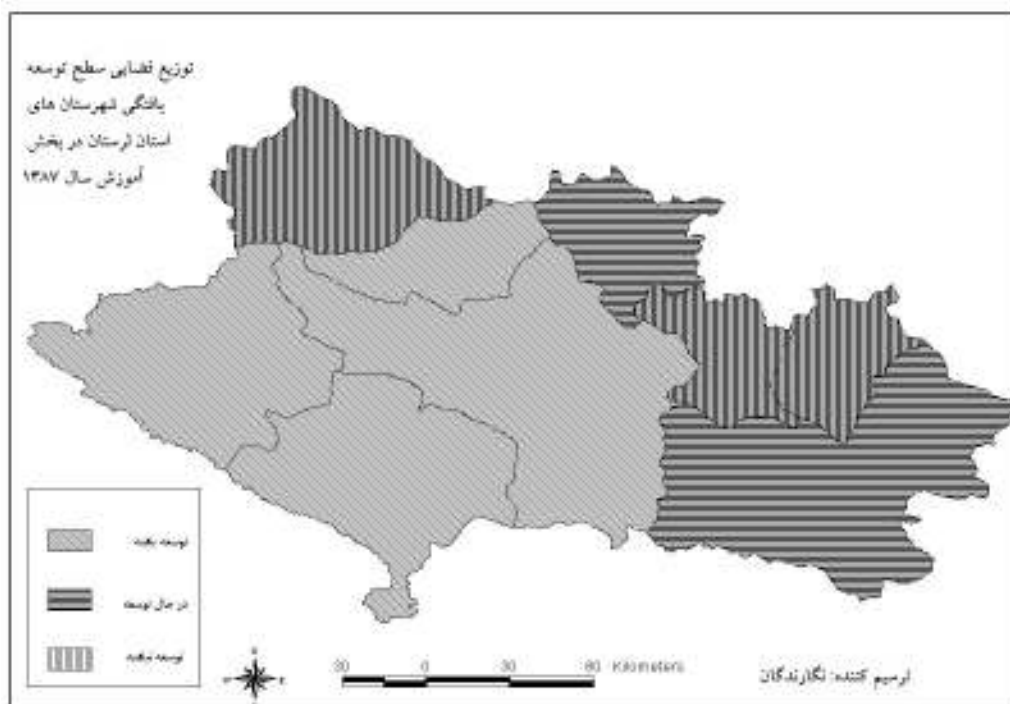 توزیع فضایی سطح توسعه
یافتگی شهرستان های
استان لرستان در بخش
آموزش سال ۱۳۸۷
توسعه یافته
در حال توسعه
توسعه نیافته
30 0 30 60 Kilometers
ترسیم کننده: نگارندگان